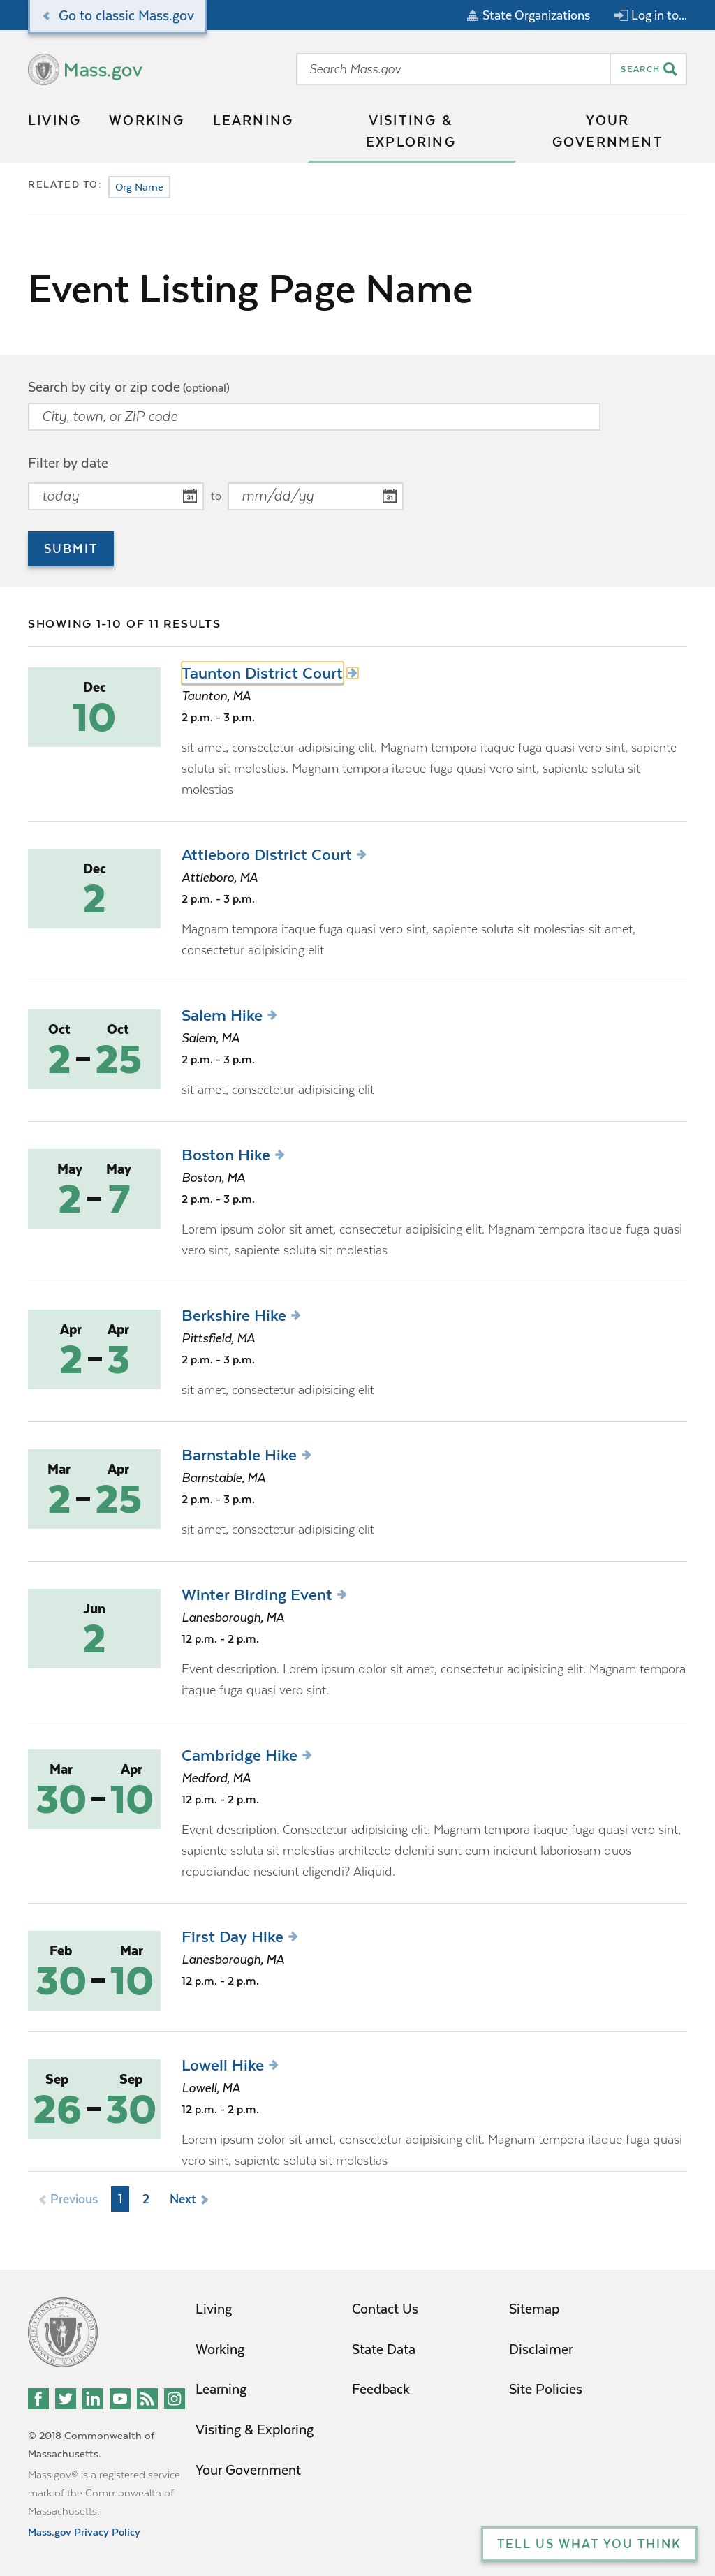 Go to classic Mass.gov
State Organizations
Log in to...
Mass.gov
Search Mass.gov
SEARCH
LIVING
WORKING
LEARNING
VISITING &
EXPLORING
YOUR
GOVERNMENT
RELATED TO:
Org Name
Event Listing Page Name
Search by city or zip code (optional)
City, town, or ZIP code
Filter by date
today
31
to
mm/dd/yy
31
SUBMIT
SHOWING 1-10 OF 11 RESULTS
Dec
10
Taunton District Court
Taunton, MA
2 p.m. - 3 p.m.
sit amet, consectetur adipisicing elit. Magnam tempora itaque fuga quasi vero sint, sapiente
soluta sit molestias. Magnam tempora itaque fuga quasi vero sint, sapiente soluta sit
molestias
Dec
2
Attleboro District Court
Attleboro, MA
2 p.m. - 3 p.m.
Magnam tempora itaque fuga quasi vero sint, sapiente soluta sit molestias sit amet,
consectetur adipisicing elit
Oct Oct
2 - 25
Salem Hike
Salem, MA
2 p.m. - 3 p.m.
sit amet, consectetur adipisicing elit
May May
2 - 7
Boston Hike
Boston, MA
2 p.m. - 3 p.m.
Lorem ipsum dolor sit amet, consectetur adipisicing elit. Magnam tempora itaque fuga quasi
vero sint, sapiente soluta sit molestias
Apr Apr
2 - 3
Berkshire Hike
Pittsfield, MA
2 p.m. - 3 p.m.
sit amet, consectetur adipisicing elit
Mar Apr
2 - 25
Barnstable Hike
Barnstable, MA
2 p.m. - 3 p.m.
sit amet, consectetur adipisicing elit
Jun
2
Winter Birding Event
Lanesborough, MA
12 p.m. - 2 p.m.
Event description. Lorem ipsum dolor sit amet, consectetur adipisicing elit. Magnam tempora
itaque fuga quasi vero sint.
Mar Apr
30 - 10
Cambridge Hike
Medford, MA
12 p.m. - 2 p.m.
Event description. Consectetur adipisicing elit. Magnam tempora itaque fuga quasi vero sint,
sapiente soluta sit molestias architecto deleniti sunt eum incidunt laboriosam quos
repudiandae nesciunt eligendi? Aliquid.
Feb Mar
30 - 10
First Day Hike
Lanesborough, MA
12 p.m. - 2 p.m.
Sep Sep
26 - 30
Lowell Hike
Lowell, MA
12 p.m. - 2 p.m.
Lorem ipsum dolor sit amet, consectetur adipisicing elit. Magnam tempora itaque fuga quasi
vero sint, sapiente soluta sit molestias
Previous 1 2 Next
Living
Working
Learning
Visiting & Exploring
Your Government
Contact Us
State Data
Feedback
Sitemap
Disclaimer
Site Policies
© 2018 Commonwealth of
Massachusetts.
Mass.gov® is a registered service
mark of the Commonwealth of
Massachusetts.
Mass.gov Privacy Policy
TELL US WHAT YOU THINK